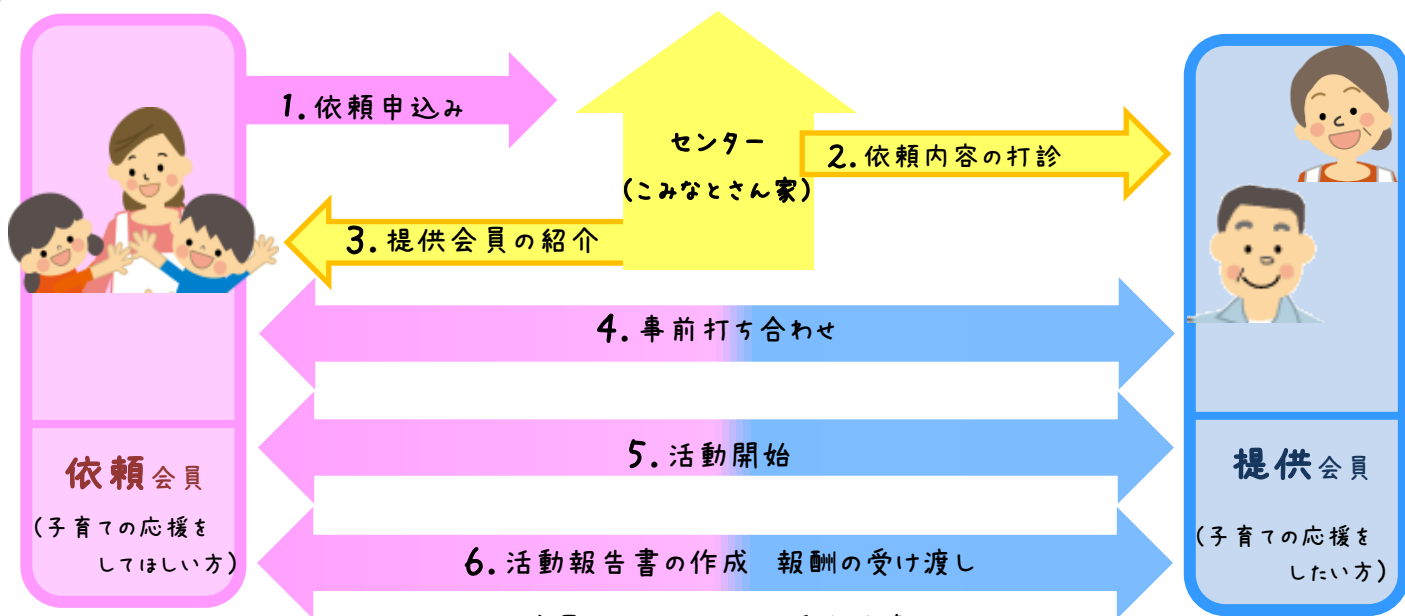 1.依頼申込み
センター
(こみなとさん家)
2.依頼内容の打診
3.提供会員の紹介
4.事前打ち合わせ
5.活動開始
6.活動報告書の作成 報酬の受け渡し
依頼会員
(子育ての応援を
してほしい方)
提供会員
(子育ての応援を
したい方)